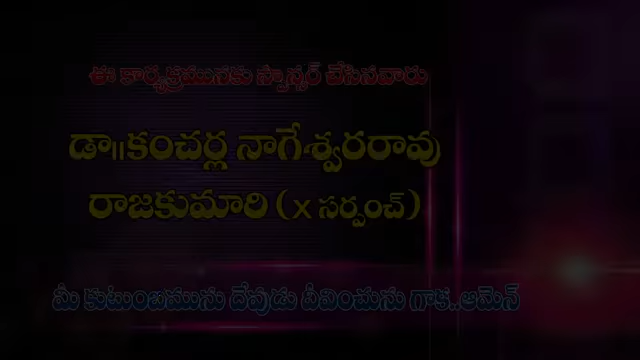 ఈ కార్యక్రమమునకు స్పాన్సర్ చేసినవారు
డా॥కంచర్ల నాగేశ్వరరావు
రాజకుమారి (x సర్పంచ్)
మీ కుటుంబమును దేవుడు దీవించును గాక..ఆమెన్